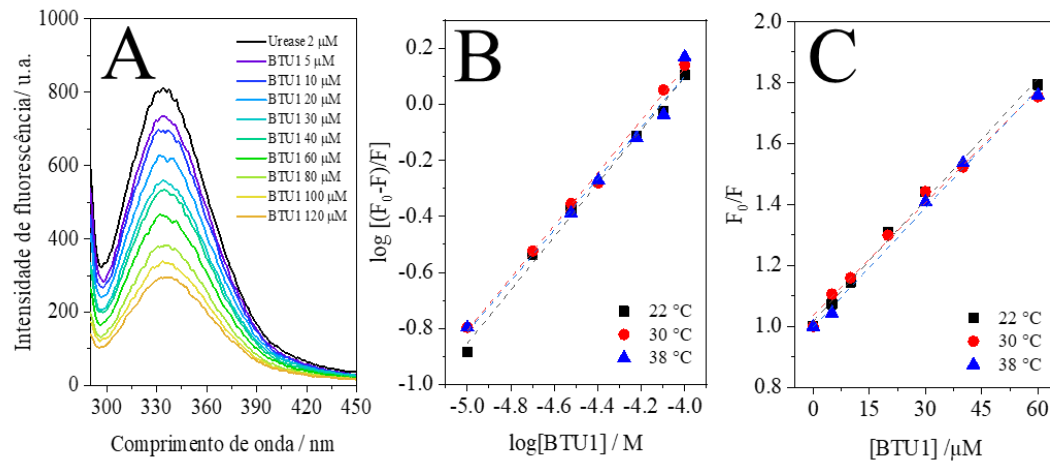 A
1000
800
600
400
200
0
Intensidade de fluorescência/ u.a.
300 330 360 390 420 450
Comprimento de onda / nm
Urease 2 μM
BTU1 5 μM
BTU1 10 μM
BTU1 20 μM
BTU1 30 μM
BTU1 40 μM
BTU1 60 μM
BTU1 80 μM
BTU1 100 μM
BTU1 120 μM
B
0.2
0.0
-0.2
-0.4
-0.6
-0.8
-1.0
log [(F0-F)/F]
-5.0 -4.8 -4.6 -4.4 -4.2 -4.0
log[BTU1] / M
22 °C
30 °C
38 °C
C
2.0
1.8
1.6
1.4
1.2
1.0
0.8
F0/F
0 15 30 45 60
[BTU1] /μM
22 °C
30 °C
38 °C